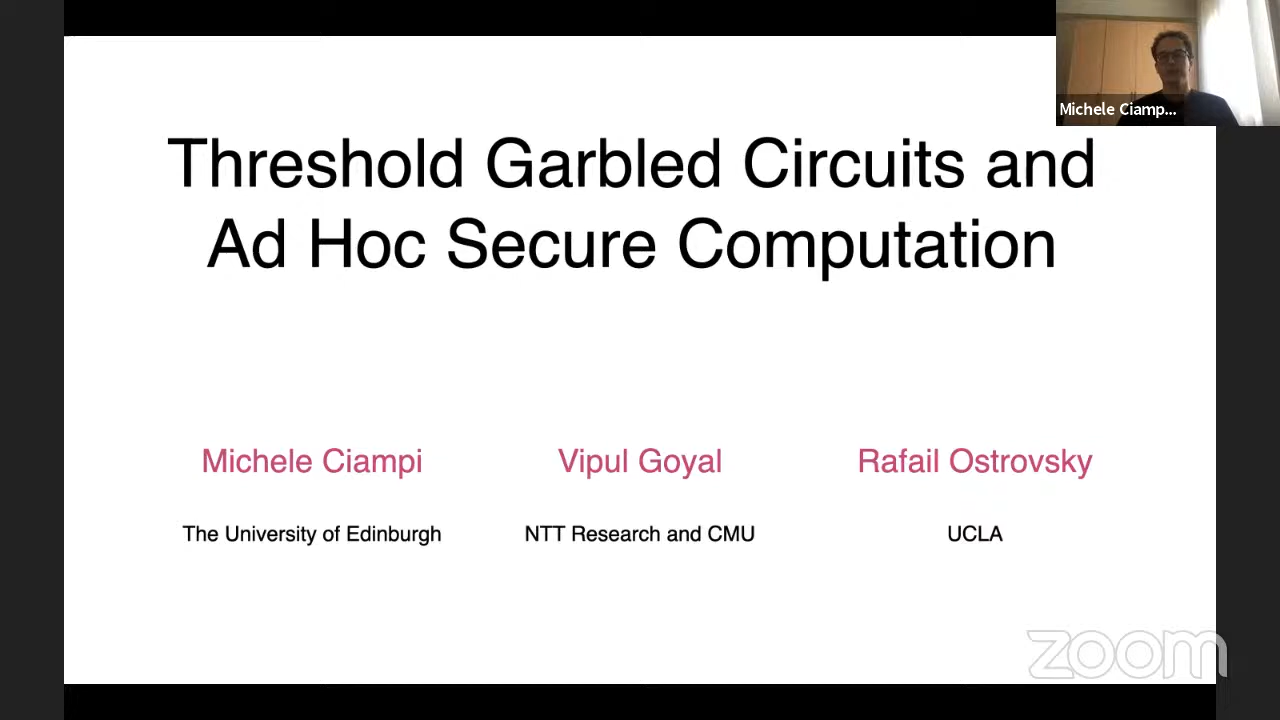 Michele Ciamp...
Threshold Garbled Circuits and
Ad Hoc Secure Computation
Michele Ciampi
Vipul Goyal
Rafail Ostrovsky
The University of Edinburgh
NTT Research and CMU
UCLA
zoom